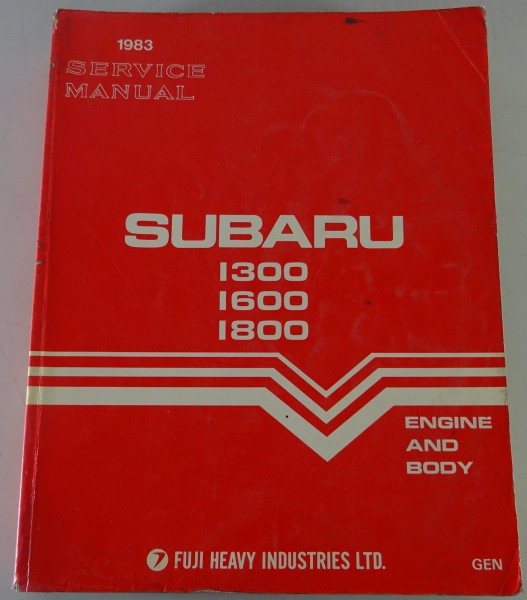 1983
SERVICE
MANUAL
SUBARU
1300
1600
1800
ENGINE
AND
BODY
FUJI HEAVY INDUSTRIES LTD.
GEN